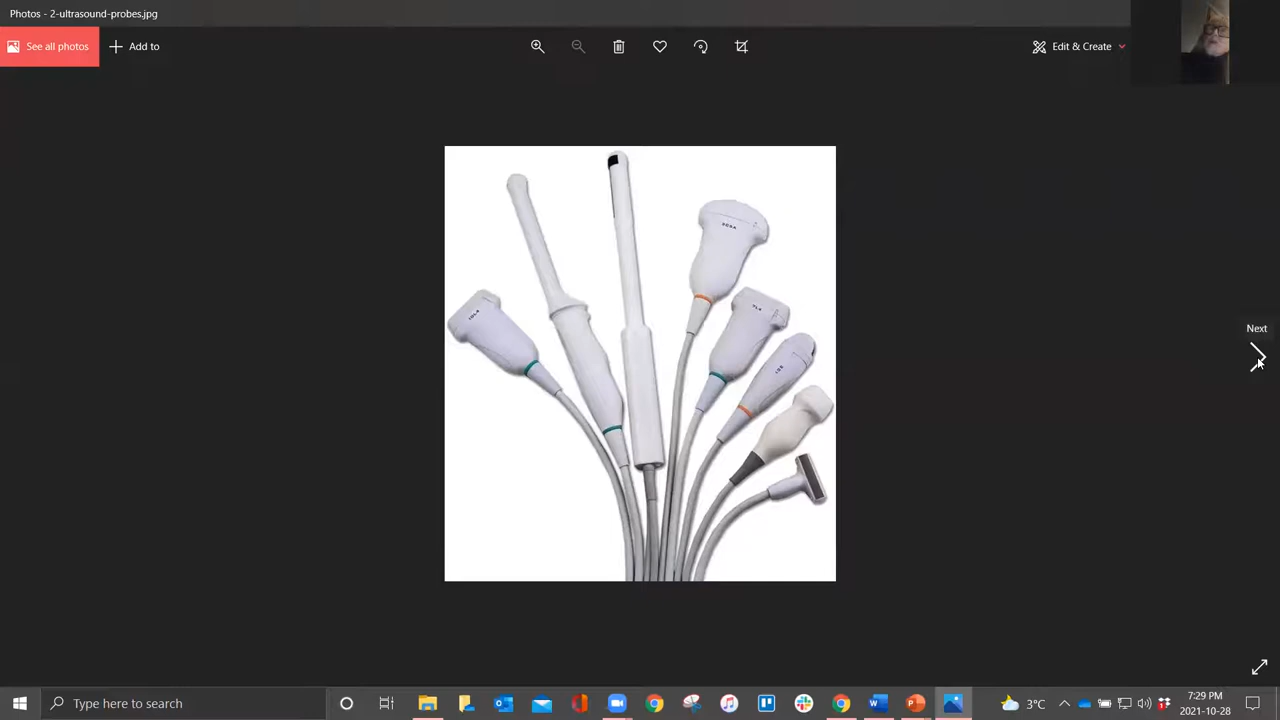 Photos - 2-ultrasound-probes.jpg
See all photos
Add to
Edit & Create
Next
Type here to search
3°C
7:29 PM
2021-10-28